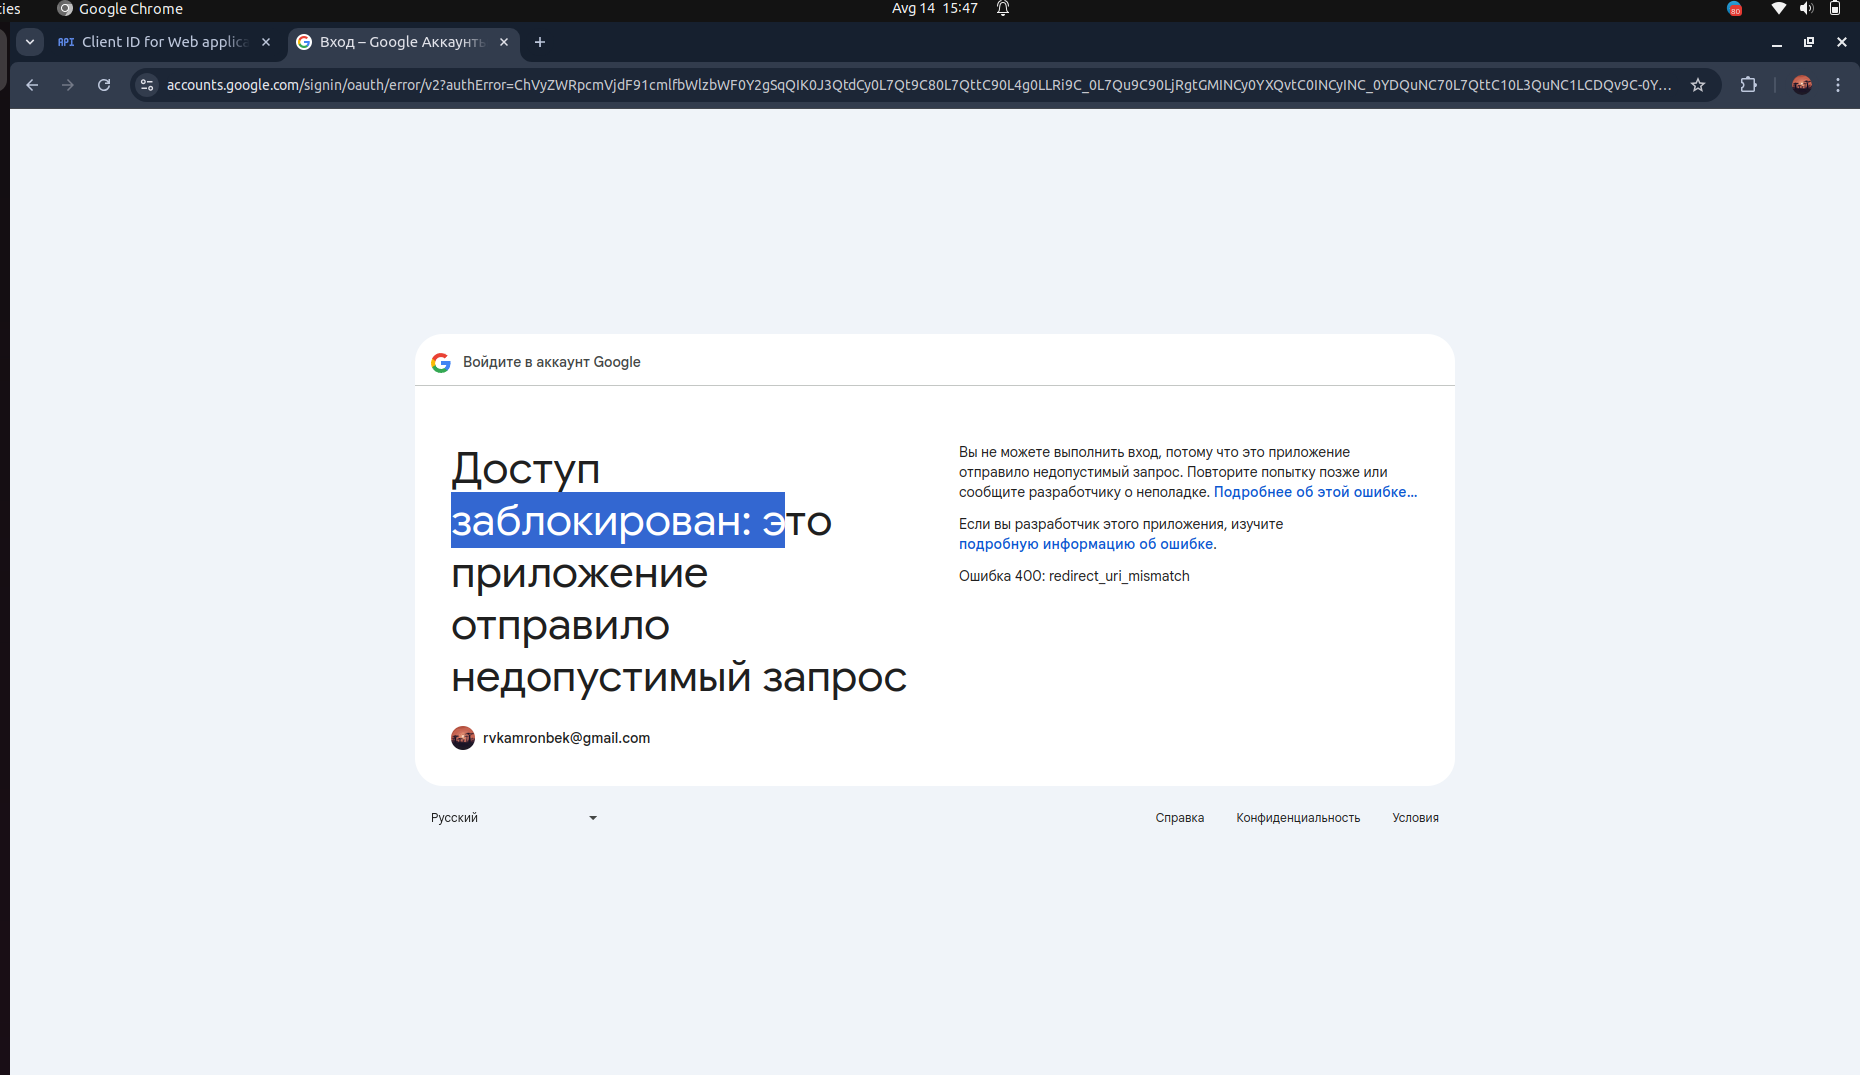 ties Google Chrome Avg 14 15:47 80
API Client ID for Web applica Вход – Google Аккаунты
accounts.google.com/signin/oauth/error/v2?authError=ChVyZWRpcmVjdF91cmlfbWlzbWF0Y2gSqQIK0J3QtdCy0L7Qt9C80L7QttC90L4g0LLRi9C_0L7Qu9C90LjRgtGMINCy0YXQvtC0INCyINC_0YDQuNC70L7QttC10L3QuNC1LCDQv9C-0Y...
Войдите в аккаунт Google
Доступ
заблокирован: это
приложение
отправило
недопустимый запрос
rvkamronbek@gmail.com
Вы не можете выполнить вход, потому что это приложение
отправило недопустимый запрос. Повторите попытку позже или
сообщите разработчику о неполадке. Подробнее об этой ошибке…
Если вы разработчик этого приложения, изучите
подробную информацию об ошибке.
Ошибка 400: redirect_uri_mismatch
Русский Справка Конфиденциальность Условия